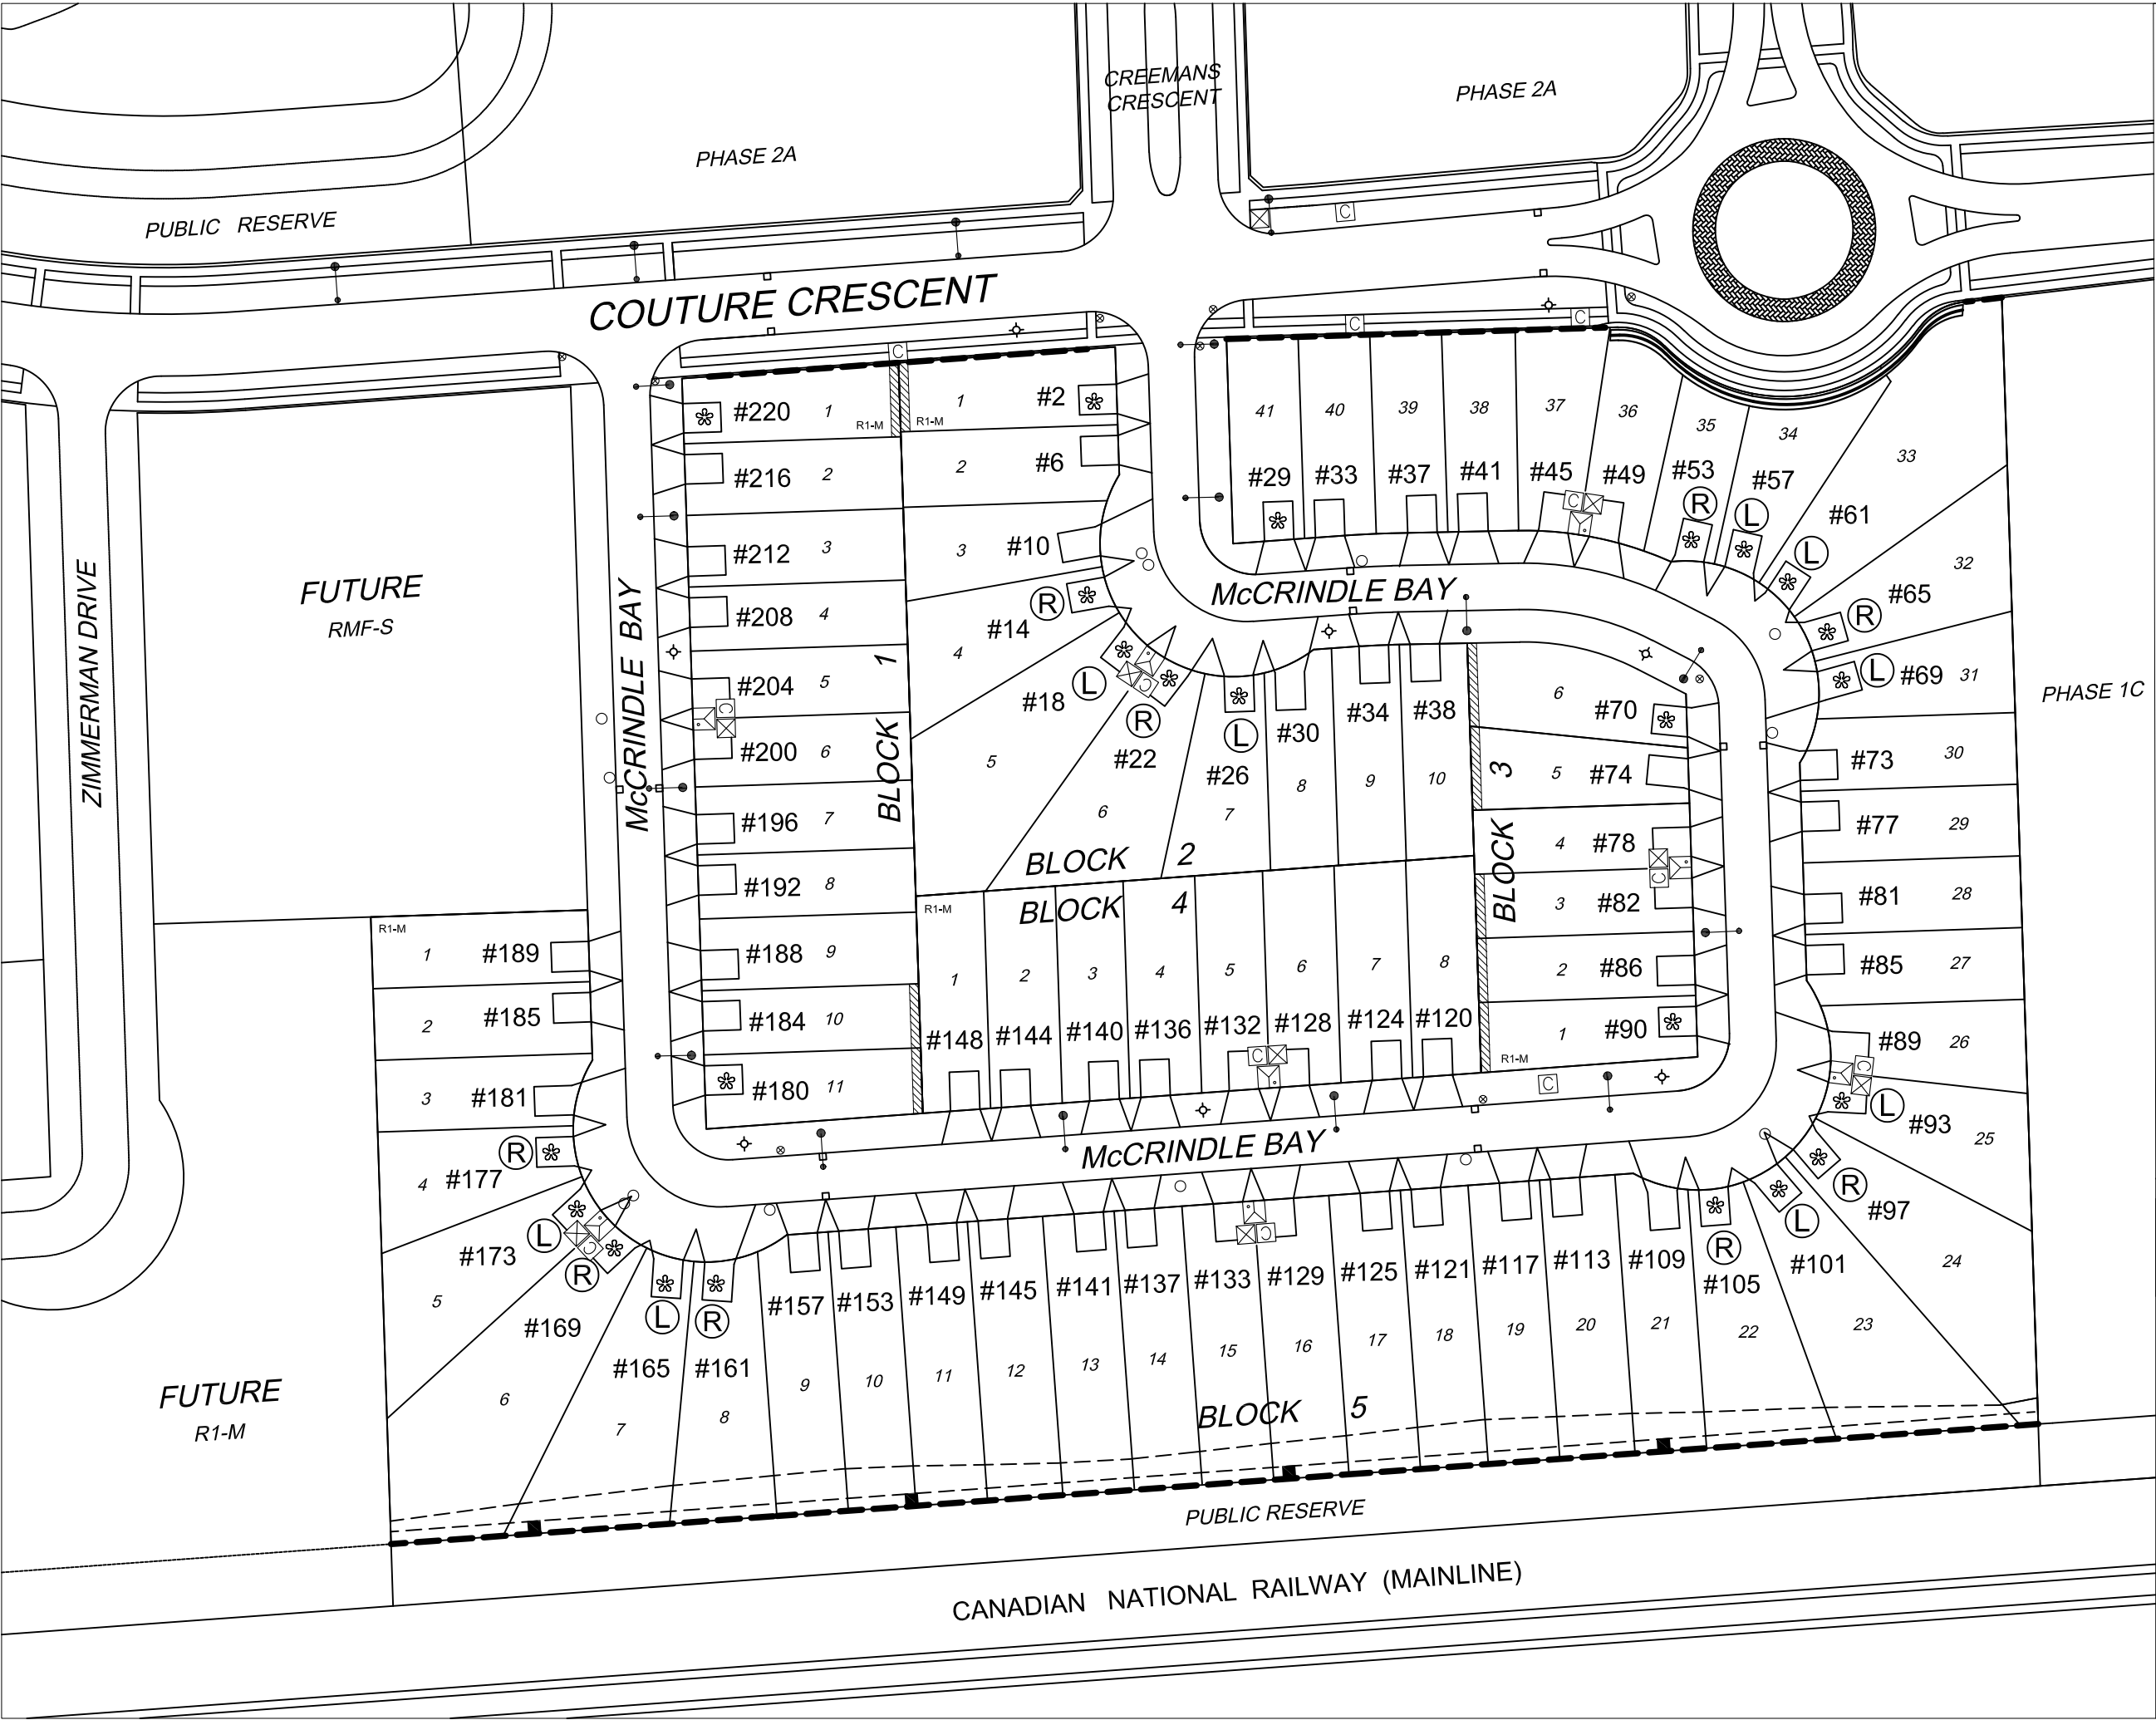 CREEMANS
CRESCENT
PHASE 2A
PHASE 2A
PUBLIC RESERVE
COUTURE CRESCENT
C
C
C
C
#220 1 R1-M
#216 2
#212 3
#208 4
#204 5
C
#200 6
#196 7
#192 8
#188 9
#184 10
#180 11
BLOCK 1
1 #2
R1-M
2 #6
3 #10
4 #14 R
5 #18 L
C
6 #22 R
7 #26 L
8 #30
9 #34
10 #38
BLOCK 2
41 40 39 38 37 36 35 34 33
#29 #33 #37 #41 #45 #49 #53 #57 #61
C
R L L
32 #65 R
31 #69 L
30 #73
29 #77
28 #81
27 #85
26 #89
C
25 #93 L
24 #97 R
23 #101 L
22 #105 R
McCRINDLE BAY
6 #70
5 #74
4 #78
C
3 #82
2 #86
1 #90
R1-M
BLOCK 3
PHASE 1C
ZIMMERMAN DRIVE
FUTURE
RMF-S
McCRINDLE BAY
BLOCK 4
R1-M
1 2 3 4 5 6 7 8
#148 #144 #140 #136 #132 #128 #124 #120
C
C
McCRINDLE BAY
R1-M
1 #189
2 #185
3 #181
4 #177 R
5 #173 L
C
6 #169 R
7 #165 L
8 #161 R
#157 #153 #149 #145 #141 #137 #133 #129 #125 #121 #117 #113 #109
C
9 10 11 12 13 14 15 16 17 18 19 20 21
BLOCK 5
FUTURE
R1-M
PUBLIC RESERVE
CANADIAN NATIONAL RAILWAY (MAINLINE)